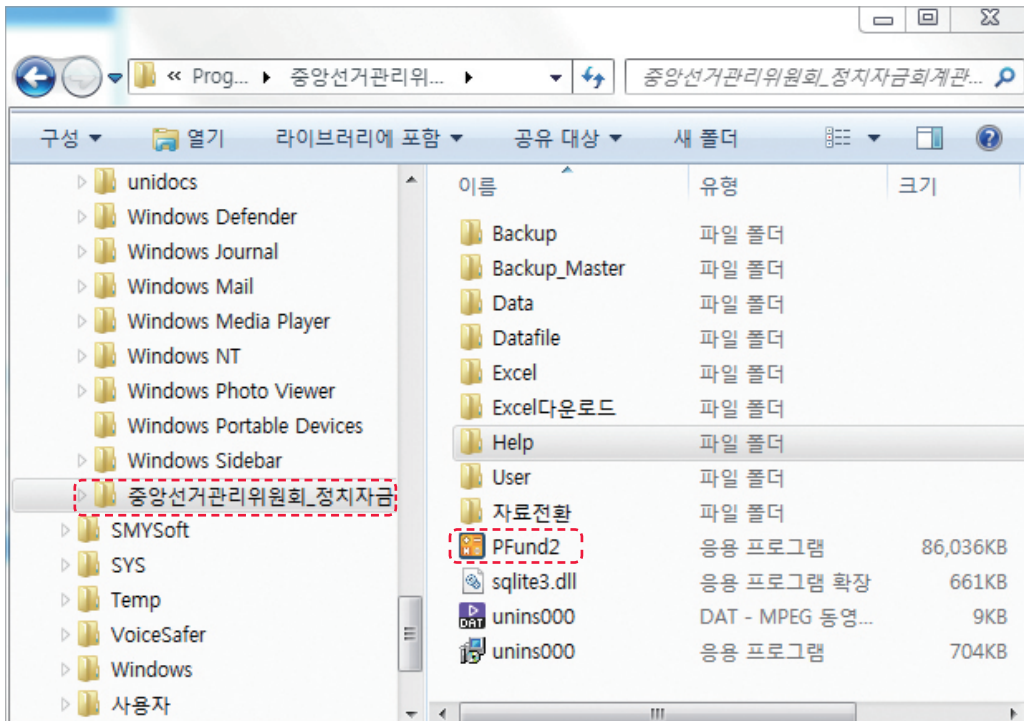 « Prog... ▶ 중앙선거관리위... ▶
중앙선거관리위원회_정치자금회계관...
구성 열기 라이브러리에 포함 공유 대상 새 폴더
unidocs
Windows Defender
Windows Journal
Windows Mail
Windows Media Player
Windows NT
Windows Photo Viewer
Windows Portable Devices
Windows Sidebar
중앙선거관리위원회_정치자금
SMYSoft
SYS
Temp
VoiceSafer
Windows
사용자
이름 유형 크기
Backup 파일 폴더
Backup_Master 파일 폴더
Data 파일 폴더
Datafile 파일 폴더
Excel 파일 폴더
Excel다운로드 파일 폴더
Help 파일 폴더
User 파일 폴더
자료전환 파일 폴더
PFund2 응용 프로그램 86,036KB
sqlite3.dll 응용 프로그램 확장 661KB
DAT unins000 DAT - MPEG 동영... 9KB
unins000 응용 프로그램 704KB